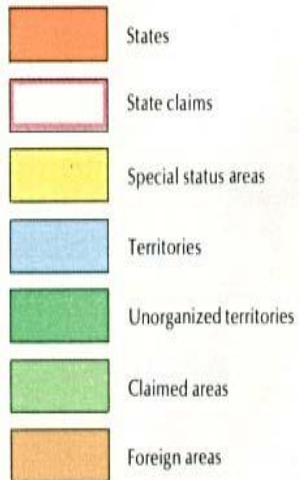 States
State claims
Special status areas
Territories
Unorganized territories
Claimed areas
Foreign areas